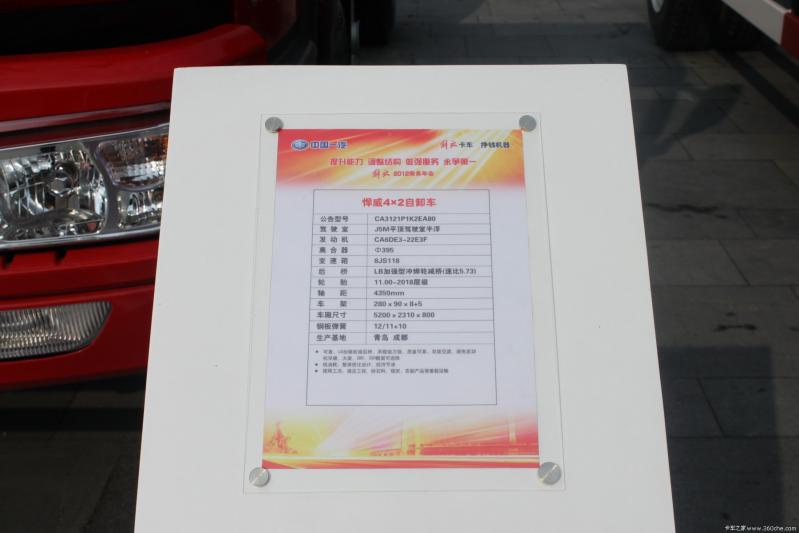 中国一汽
解放卡车 挣钱机器
提升能力 调整结构 增强服务 永争第一
解放 2012商务年会
悍威4×2自卸车
公告型号 CA3121P1K2EA80
驾驶室 J5M平顶驾驶室半浮
发动机 CA6DE3-22E3F
离合器 Φ395
变速箱 8JS118
后桥 LB加强型冲焊轮减桥(速比5.73)
轮胎 11.00-2018层级
轴距 4350mm
车架 280×90×8+5
车厢尺寸 5200×2310×800
钢板弹簧 12/11+10
生产基地 青岛 成都
卡车之家 www.360che.com